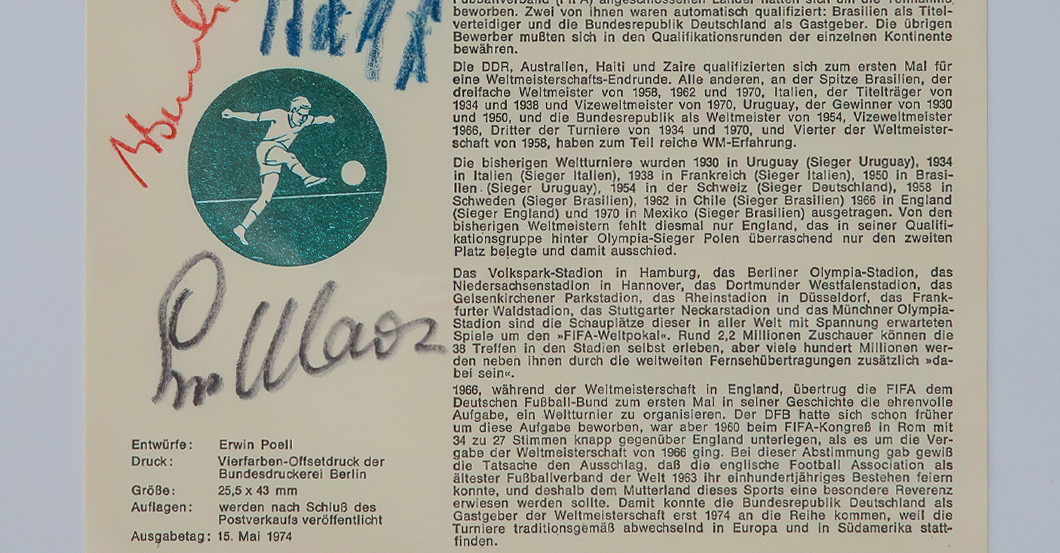 Fußballverband (FIFA) angeschlossenen Länder hatten sich um die Teilnahme
beworben. Zwei von ihnen waren automatisch qualifiziert: Brasilien als Titel-
verteidiger und die Bundesrepublik Deutschland als Gastgeber. Die übrigen
Bewerber mußten sich in den Qualifikationsrunden der einzelnen Kontinente
bewähren.
Die DDR, Australien, Haiti und Zaire qualifizierten sich zum ersten Mal für
eine Weltmeisterschafts-Endrunde. Alle anderen, an der Spitze Brasilien, der
dreifache Weltmeister von 1958, 1962 und 1970, Italien, der Titelträger von
1934 und 1938 und Vizeweltmeister von 1970, Uruguay, der Gewinner von 1930
und 1950, und die Bundesrepublik als Weltmeister von 1954, Vizeweltmeister
1966, Dritter der Turniere von 1934 und 1970, und Vierter der Weltmeister-
schaft von 1958, haben zum Teil reiche WM-Erfahrung.
Die bisherigen Weltturniere wurden 1930 in Uruguay (Sieger Uruguay), 1934
in Italien (Sieger Italien), 1938 in Frankreich (Sieger Italien), 1950 in Brasi-
lien (Sieger Uruguay), 1954 in der Schweiz (Sieger Deutschland), 1958 in
Schweden (Sieger Brasilien), 1962 in Chile (Sieger Brasilien) 1966 in England
(Sieger England) und 1970 in Mexiko (Sieger Brasilien) ausgetragen. Von den
bisherigen Weltmeistern fehlt diesmal nur England, das in seiner Qualifi-
kationsgruppe hinter Olympia-Sieger Polen überraschend nur den zweiten
Platz belegte und damit ausschied.
Das Volkspark-Stadion in Hamburg, das Berliner Olympia-Stadion, das
Niedersachsenstadion in Hannover, das Dortmunder Westfalenstadion, das
Gelsenkirchener Parkstadion, das Rheinstadion in Düsseldorf, das Frank-
furter Waldstadion, das Stuttgarter Neckarstadion und das Münchner Olympia-
Stadion sind die Schauplätze dieser in aller Welt mit Spannung erwarteten
Spiele um den »FIFA-Weltpokal«. Rund 2,2 Millionen Zuschauer können die
38 Treffen in den Stadien selbst erleben, aber viele hundert Millionen wer-
den neben ihnen durch die weltweiten Fernsehübertragungen zusätzlich »da-
bei sein«.
1966, während der Weltmeisterschaft in England, übertrug die FIFA dem
Deutschen Fußball-Bund zum ersten Mal in seiner Geschichte die ehrenvolle
Aufgabe, ein Weltturnier zu organisieren. Der DFB hatte sich schon früher
um diese Aufgabe beworben, war aber 1960 beim FIFA-Kongreß in Rom mit
34 zu 27 Stimmen knapp gegenüber England unterlegen, als es um die Ver-
gabe der Weltmeisterschaft von 1966 ging. Bei dieser Abstimmung gab gewiß
die Tatsache den Ausschlag, daß die englische Football Association als
ältester Fußballverband der Welt 1963 ihr einhundertjähriges Bestehen feiern
konnte, und deshalb dem Mutterland dieses Sports eine besondere Reverenz
erwiesen werden sollte. Damit konnte die Bundesrepublik Deutschland als
Gastgeber der Weltmeisterschaft erst 1974 an die Reihe kommen, weil die
Turniere traditionsgemäß abwechselnd in Europa und in Südamerika statt-
finden.
Entwürfe: Erwin Poell
Druck: Vierfarben-Offsetdruck der
Bundesdruckerei Berlin
Größe: 25,5 x 43 mm
Auflagen: werden nach Schluß des
Postverkaufs veröffentlicht
Ausgabetag: 15. Mai 1974